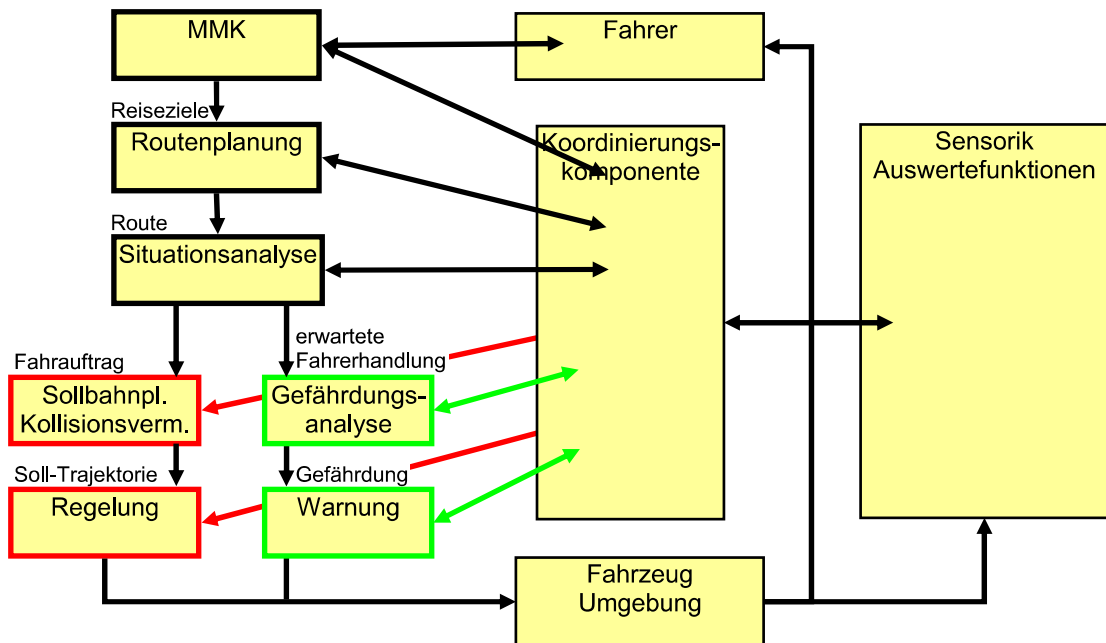 MMK
Fahrer
Reiseziele
Routenplanung
Koordinierungs-
komponente
Sensorik
Auswertefunktionen
Route
Situationsanalyse
erwartete
Fahrerhandlung
Fahrauftrag
Sollbahnpl.
Kollisionsverm.
Gefährdungs-
analyse
Soll-Trajektorie
Gefährdung
Regelung
Warnung
Fahrzeug
Umgebung